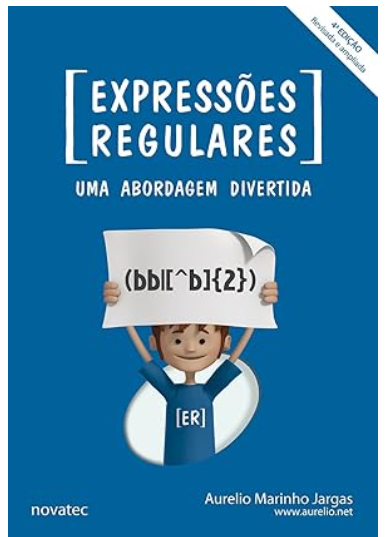 4ª EDIÇÃO
Revisada e ampliada
[EXPRESSÕES
REGULARES]
UMA ABORDAGEM DIVERTIDA
(bb|[^b]{2})
[ER]
Aurelio Marinho Jargas
novatec
www.aurelio.net